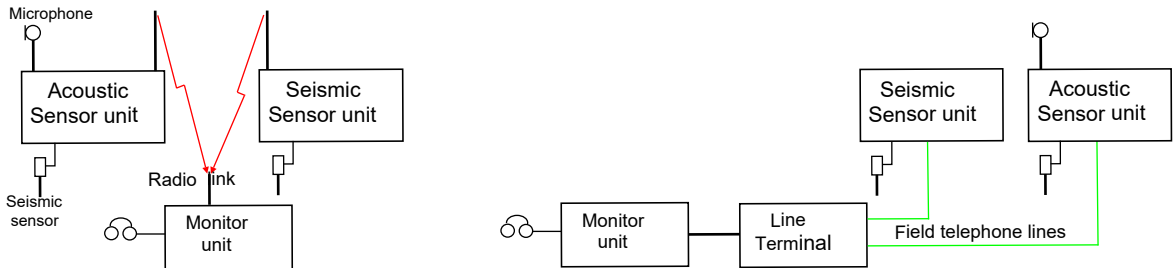 Microphone
Acoustic
Sensor unit
Seismic
Sensor unit
Seismic
sensor
Radio ink
Monitor
unit
Seismic
Sensor unit
Acoustic
Sensor unit
Monitor
unit
Line
Terminal
Field telephone lines